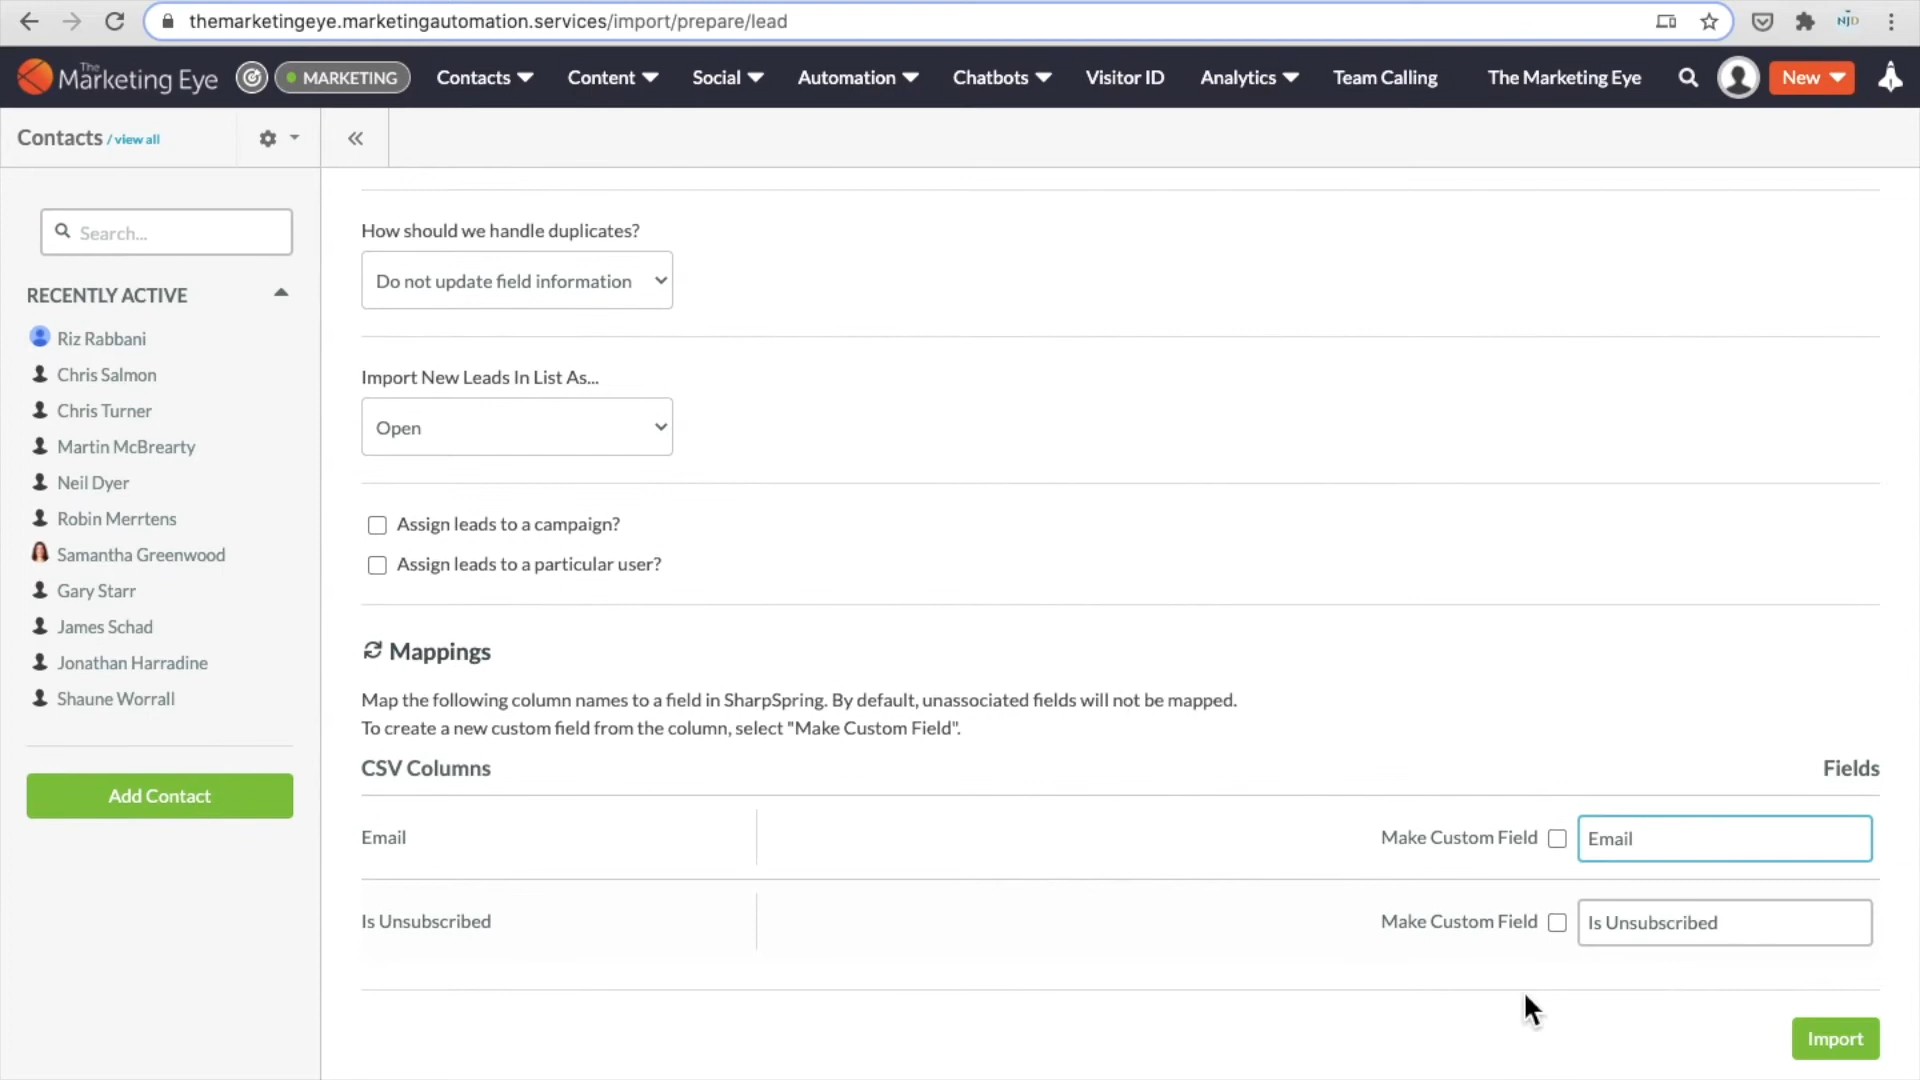 themarketingeye.marketingautomation.services/import/prepare/lead
NJD
The Marketing Eye
MARKETING
Contacts
Content
Social
Automation
Chatbots
Visitor ID
Analytics
Team Calling
The Marketing Eye
New
Contacts / view all
Search...
RECENTLY ACTIVE
Riz Rabbani
Chris Salmon
Chris Turner
Martin McBrearty
Neil Dyer
Robin Merrtens
Samantha Greenwood
Gary Starr
James Schad
Jonathan Harradine
Shaune Worrall
Add Contact
How should we handle duplicates?
Do not update field information
Import New Leads In List As...
Open
Assign leads to a campaign?
Assign leads to a particular user?
Mappings
Map the following column names to a field in SharpSpring. By default, unassociated fields will not be mapped.
To create a new custom field from the column, select "Make Custom Field".
CSV Columns
Fields
Email
Make Custom Field
Email
Is Unsubscribed
Make Custom Field
Is Unsubscribed
Import